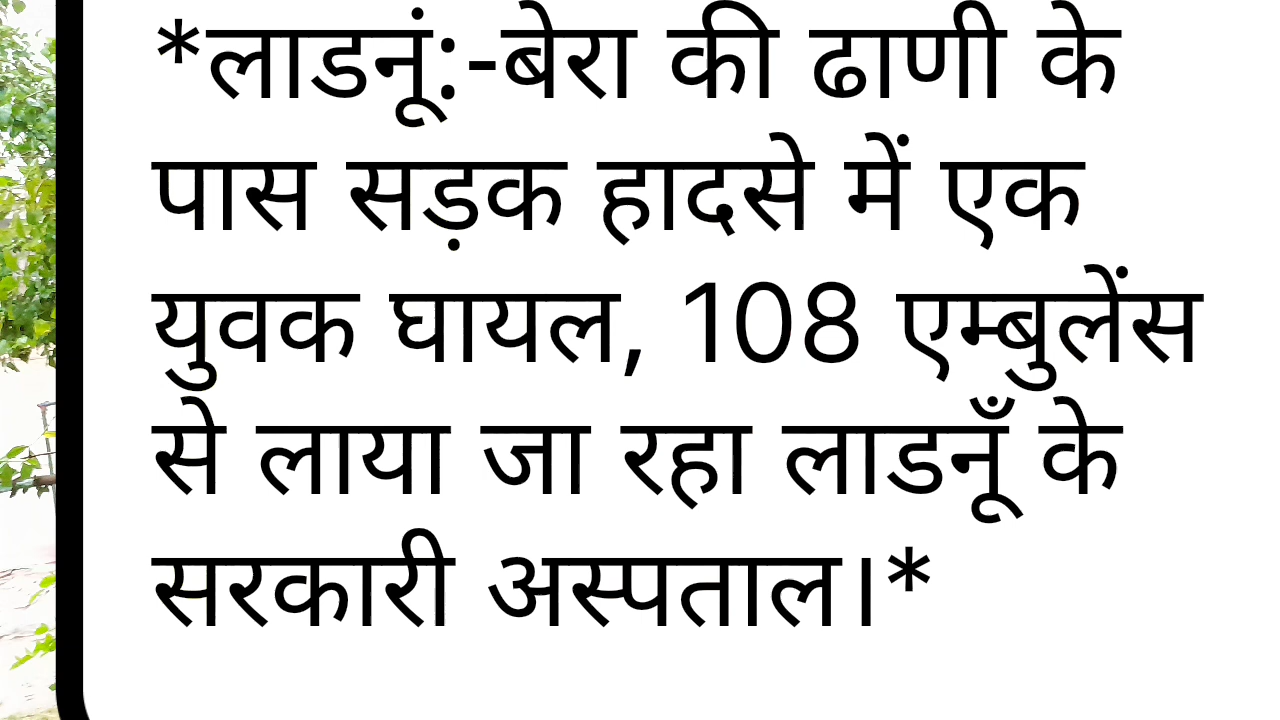 *लाडनूं:-बेरा की ढाणी के
पास सड़क हादसे में एक
युवक घायल, 108 एम्बुलेंस
से लाया जा रहा लाडनूँ के
सरकारी अस्पताल।*